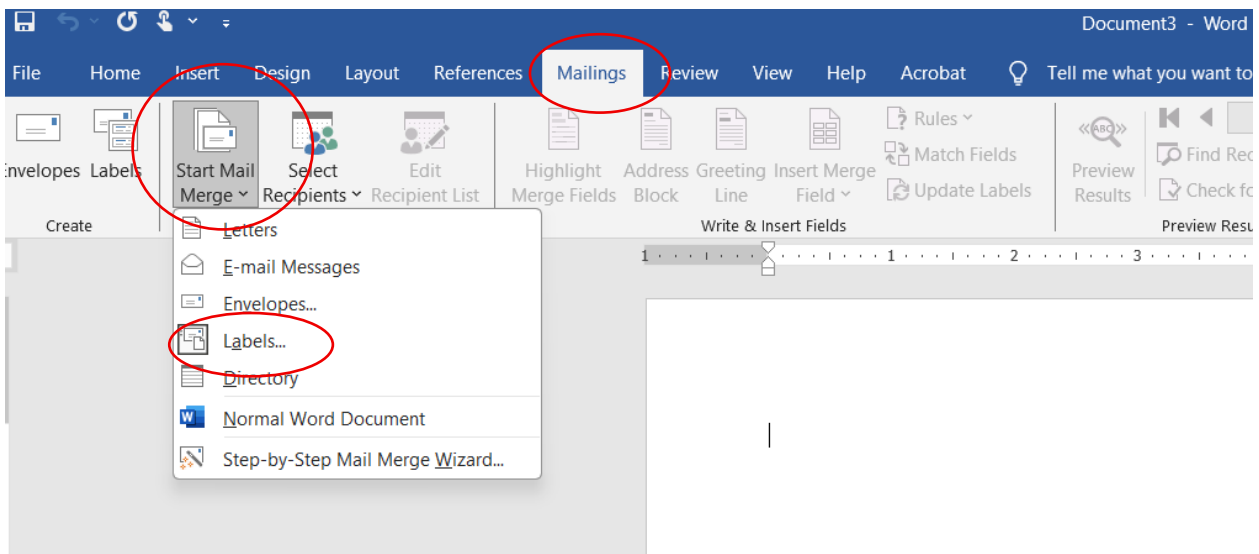 Document3 - Word
File Home Insert Design Layout References Mailings Review View Help Acrobat Tell me what you want to
Envelopes Labels
Start Mail Merge
Select Recipients
Edit Recipient List
Highlight Merge Fields
Address Block
Greeting Line
Insert Merge Field
Rules
Match Fields
Update Labels
«ABC»
Preview Results
Find Rec
Check fo
Create
Write & Insert Fields
Preview Resu
Letters
E-mail Messages
Envelopes...
Labels...
Directory
W Normal Word Document
Step-by-Step Mail Merge Wizard...
1 1 2 3